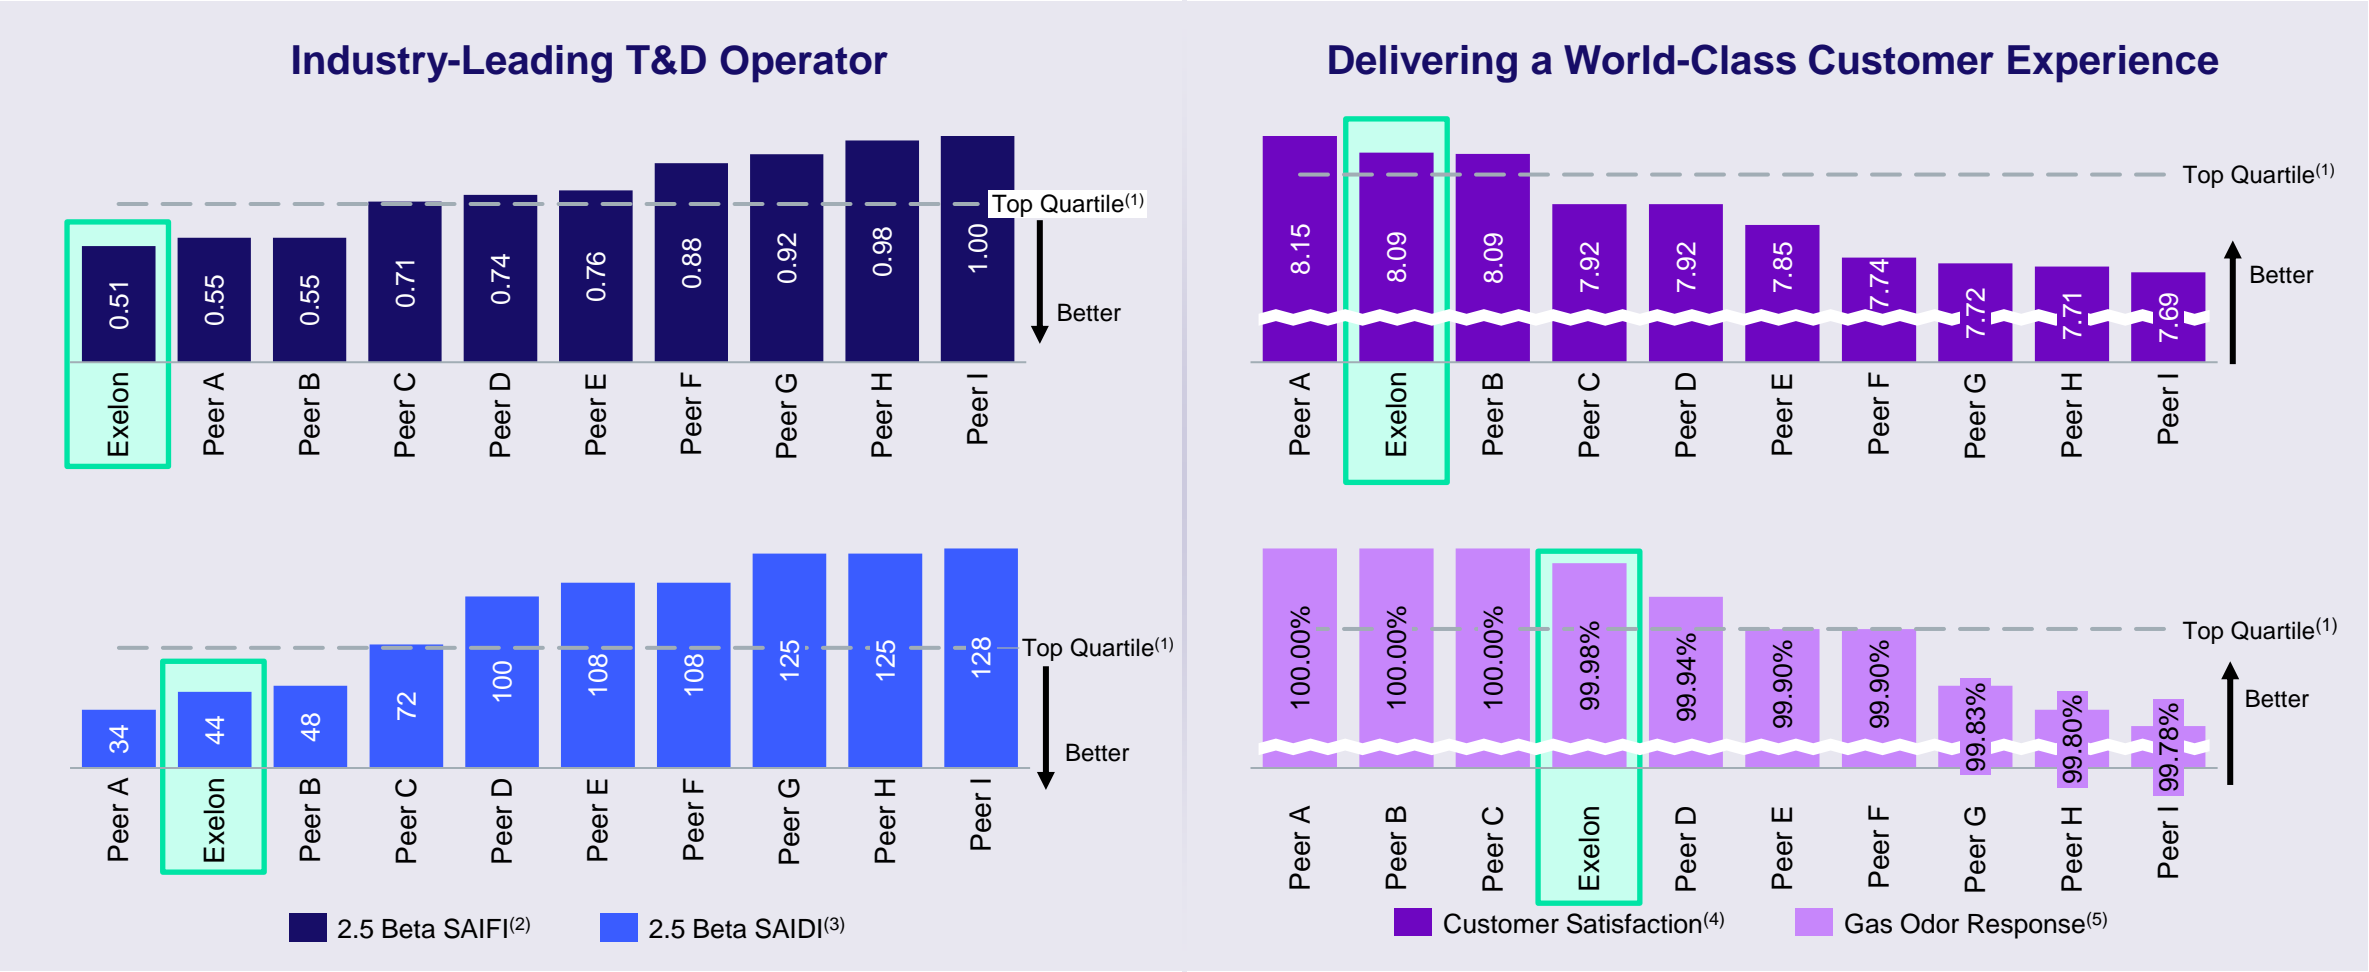 Industry-Leading T&D Operator
0.51
0.55
0.55
0.71
0.74
0.76
0.88
0.92
0.98
1.00
Top Quartile(1)
Better
Exelon
Peer A
Peer B
Peer C
Peer D
Peer E
Peer F
Peer G
Peer H
Peer I
34
44
48
72
100
108
108
125
125
128
Top Quartile(1)
Better
Peer A
Exelon
Peer B
Peer C
Peer D
Peer E
Peer F
Peer G
Peer H
Peer I
2.5 Beta SAIFI(2)
2.5 Beta SAIDI(3)
Delivering a World-Class Customer Experience
8.15
8.09
8.09
7.92
7.92
7.85
7.74
7.72
7.71
7.69
Top Quartile(1)
Better
Peer A
Exelon
Peer B
Peer C
Peer D
Peer E
Peer F
Peer G
Peer H
Peer I
100.00%
100.00%
100.00%
99.98%
99.94%
99.90%
99.90%
99.83%
99.80%
99.78%
Top Quartile(1)
Better
Peer A
Peer B
Peer C
Exelon
Peer D
Peer E
Peer F
Peer G
Peer H
Peer I
Customer Satisfaction(4)
Gas Odor Response(5)